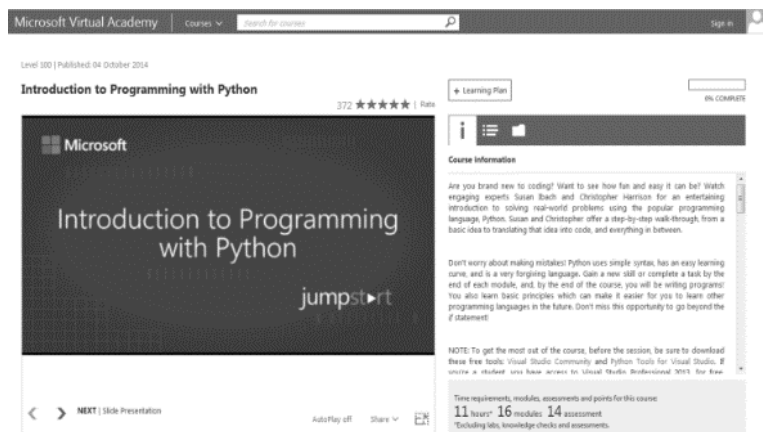 Microsoft Virtual Academy
Courses
Search for courses
Sign in
Level 100 | Published: 04 October 2014
Introduction to Programming with Python
372 ★★★★★ | Rate
+ Learning Plan
0% COMPLETE
Microsoft
Introduction to Programming
with Python
jumpst▶rt
Course Information
Are you brand new to coding? Want to see how fun and easy it can be? Watch
engaging experts Susan Ibach and Christopher Harrison for an entertaining
introduction to solving real-world problems using the popular programming
language, Python. Susan and Christopher offer a step-by-step walk-through, from a
basic idea to translating that idea into code, and everything in between.
Don't worry about making mistakes! Python uses simple syntax, has an easy learning
curve, and is a very forgiving language. Gain a new skill or complete a task by the
end of each module, and, by the end of the course, you will be writing programs!
You also learn basic principles which can make it easier for you to learn other
programming languages in the future. Don't miss this opportunity to go beyond the
if statement!
NOTE: To get the most out of the course, before the session, be sure to download
these free tools: Visual Studio Community and Python Tools for Visual Studio. If
you're a student, you have access to Visual Studio Professional 2013, for free,
NEXT | Slide Presentation
AutoPlay off
Share
Time requirements, modules, assessments and points for this course:
11 hours* 16 modules 14 assessment
*Excluding labs, knowledge checks and assessments.